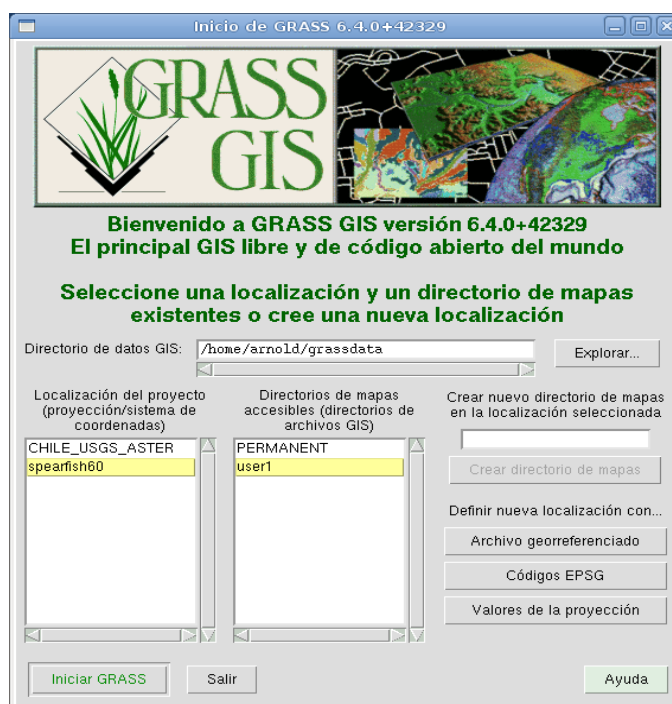 Inicio de GRASS 6.4.0+42329
GRASS
GIS
Bienvenido a GRASS GIS versión 6.4.0+42329
El principal GIS libre y de código abierto del mundo
Seleccione una localización y un directorio de mapas
existentes o cree una nueva localización
Directorio de datos GIS:
/home/arnold/grassdata
Explorar...
Localización del proyecto
(proyección/sistema de
coordenadas)
CHILE_USGS_ASTER
spearfish60
Directorios de mapas
accesibles (directorios de
archivos GIS)
PERMANENT
user1
Crear nuevo directorio de mapas
en la localización seleccionada
Crear directorio de mapas
Definir nueva localización con...
Archivo georreferenciado
Códigos EPSG
Valores de la proyección
Iniciar GRASS
Salir
Ayuda